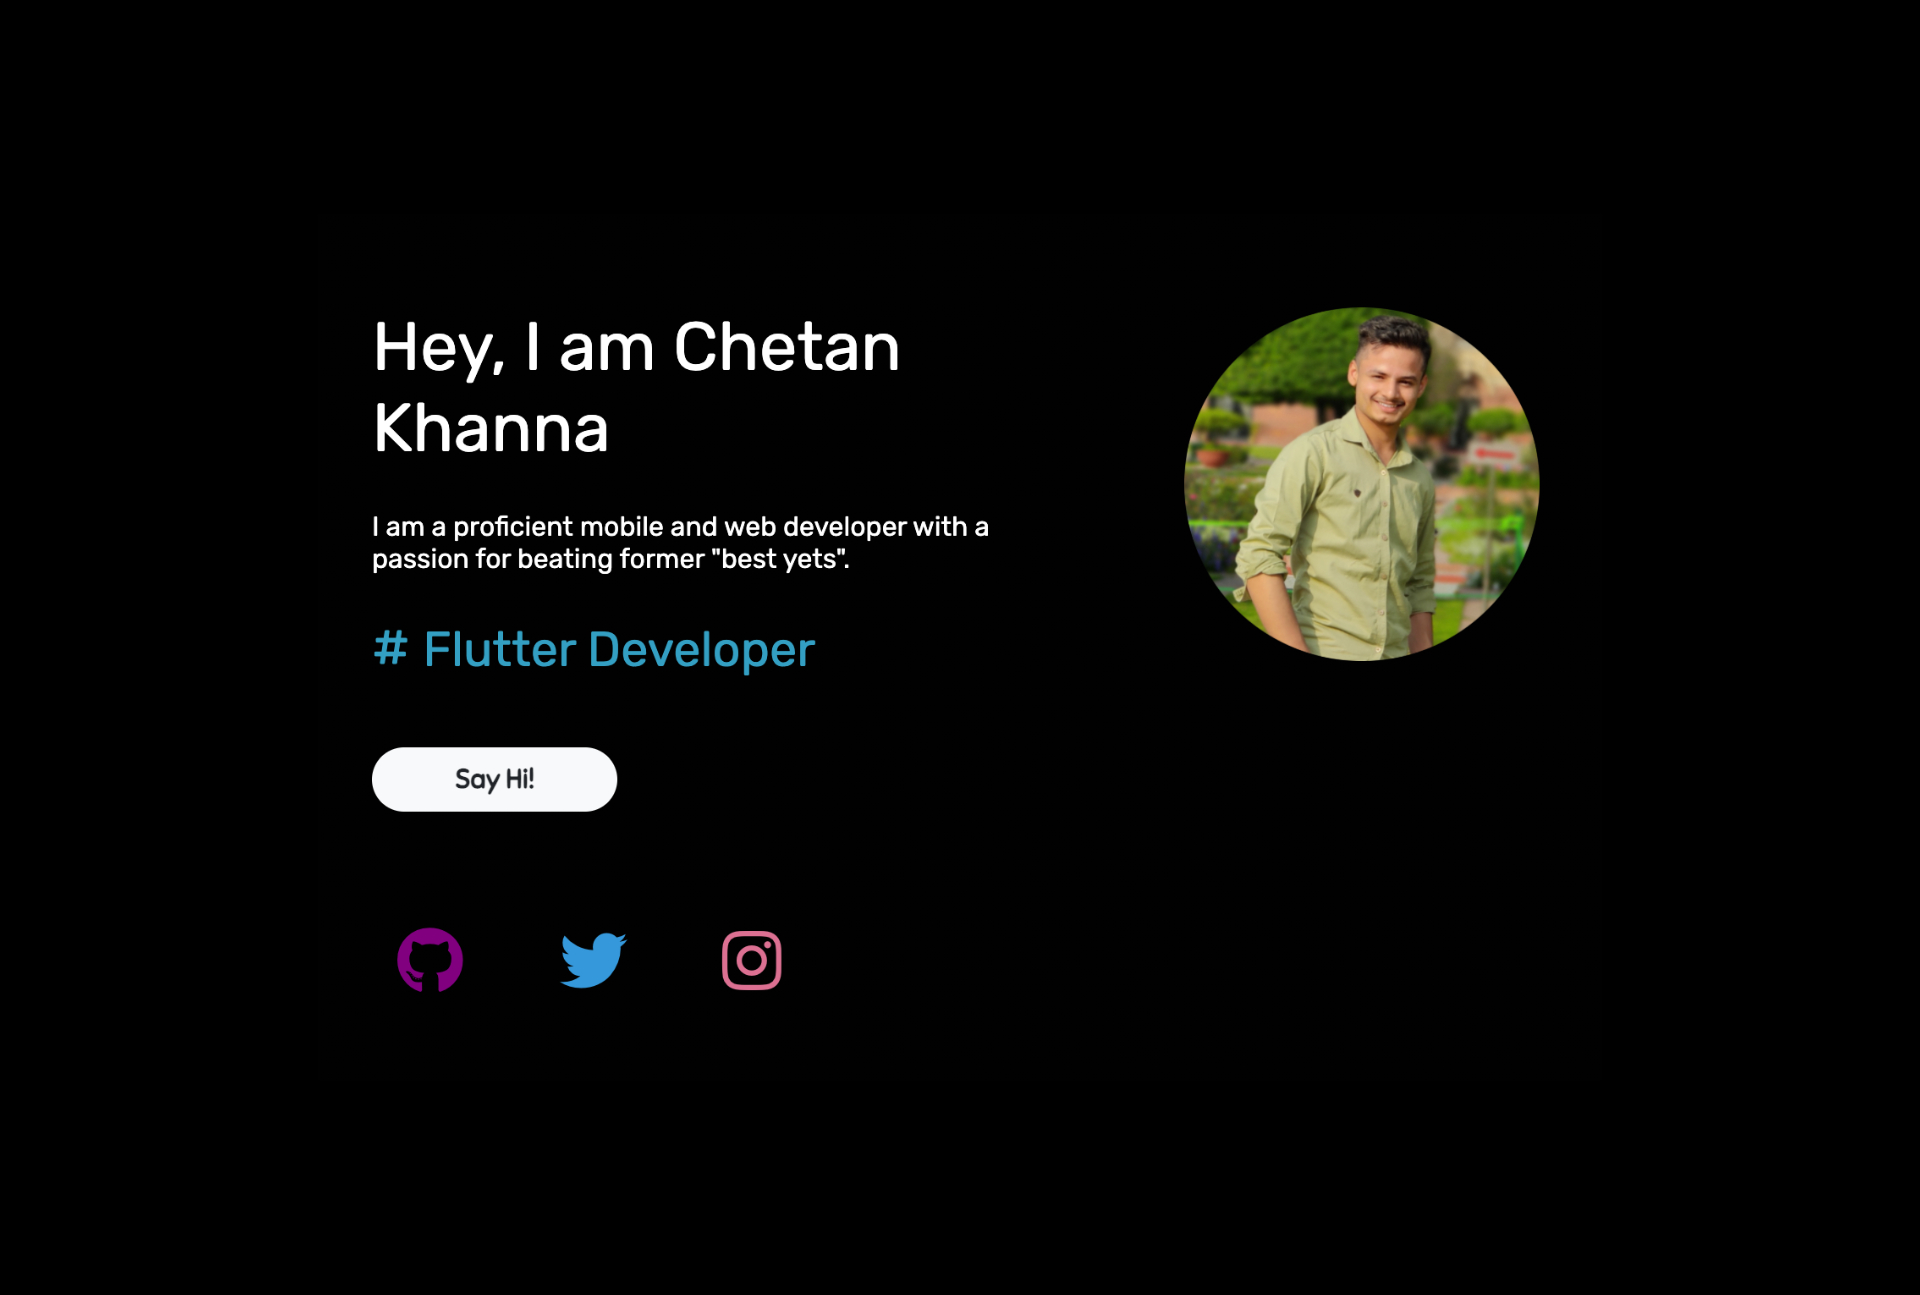 Hey, I am Chetan
Khanna
I am a proficient mobile and web developer with a
passion for beating former "best yets".
# Flutter Developer
Say Hi!